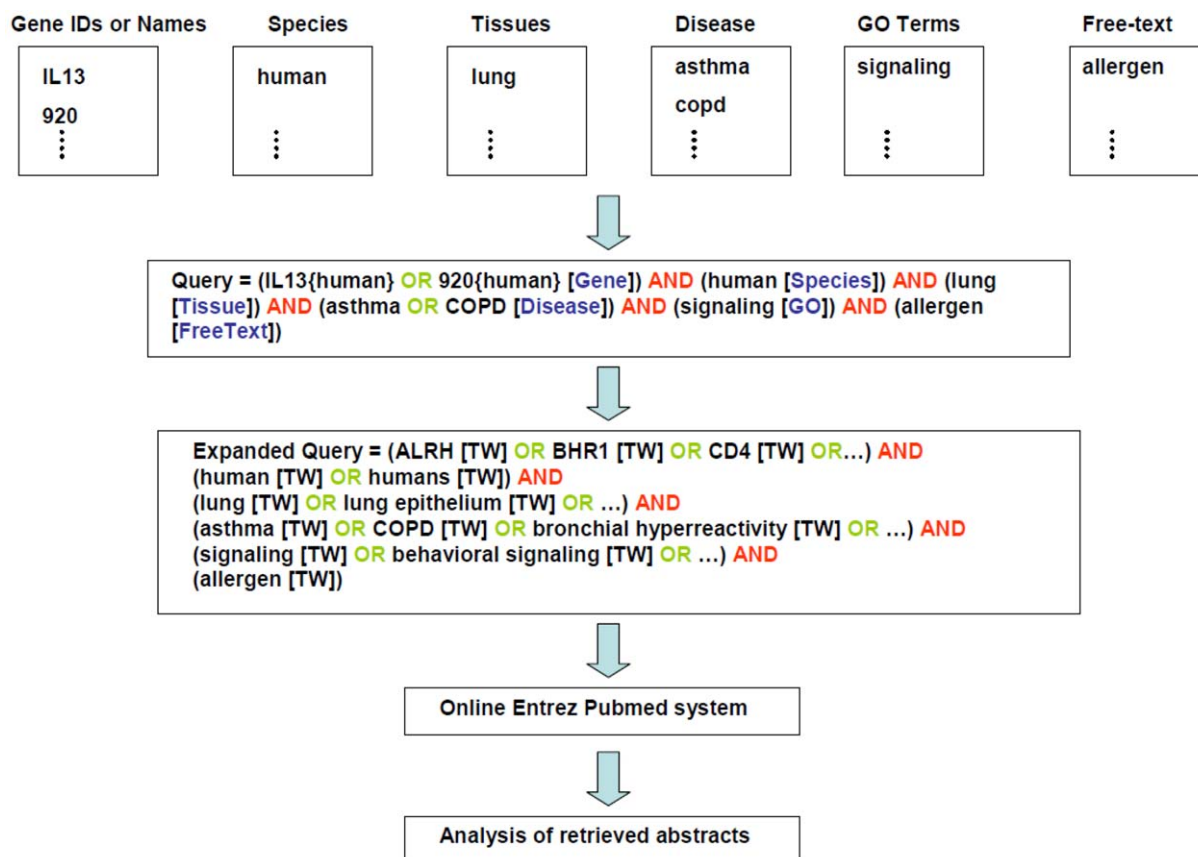 Gene IDs or Names
Species
Tissues
Disease
GO Terms
Free-text
IL13
920
human
lung
asthma
copd
signaling
allergen
Query = (IL13{human} OR 920{human} [Gene]) AND (human [Species]) AND (lung
[Tissue]) AND (asthma OR COPD [Disease]) AND (signaling [GO]) AND (allergen
[FreeText])
Expanded Query = (ALRH [TW] OR BHR1 [TW] OR CD4 [TW] OR...) AND
(human [TW] OR humans [TW]) AND
(lung [TW] OR lung epithelium [TW] OR ...) AND
(asthma [TW] OR COPD [TW] OR bronchial hyperreactivity [TW] OR ...) AND
(signaling [TW] OR behavioral signaling [TW] OR ...) AND
(allergen [TW])
Online Entrez Pubmed system
Analysis of retrieved abstracts